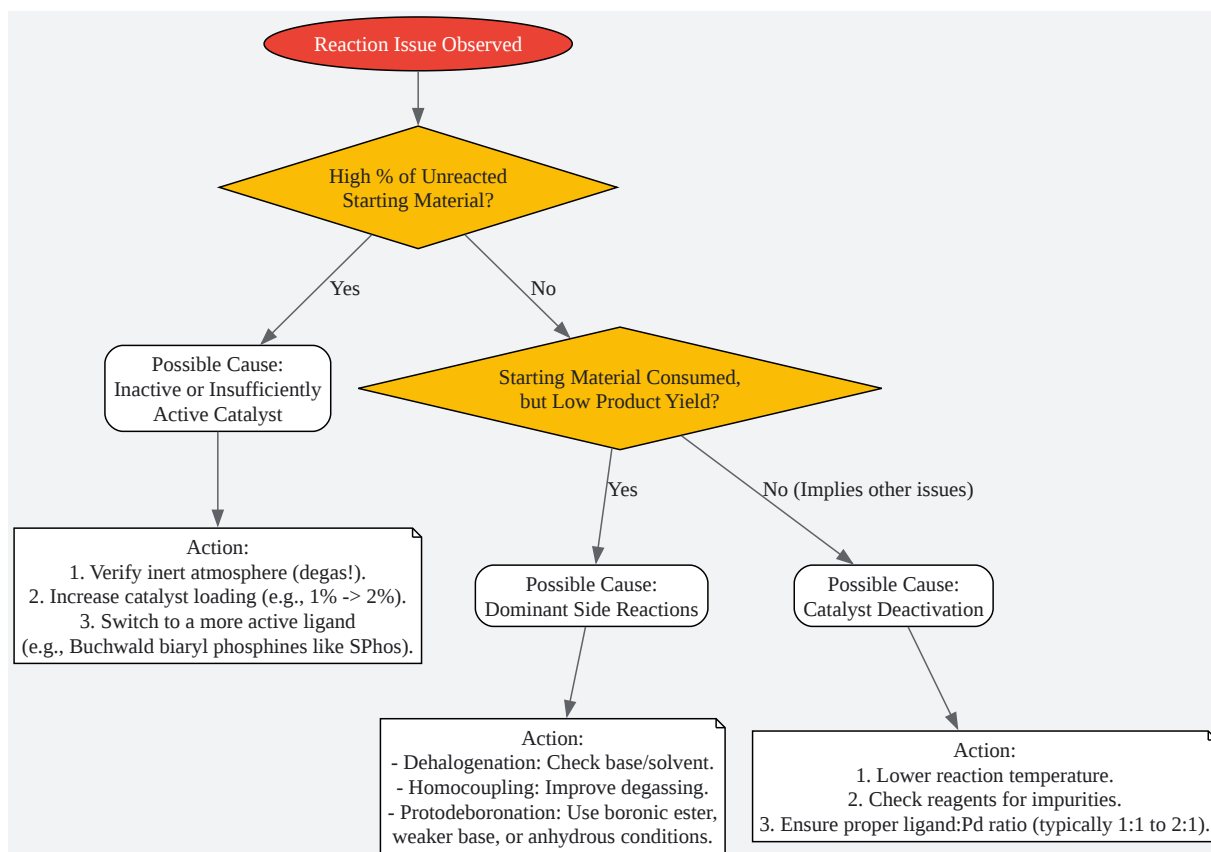 Reaction Issue Observed
High % of Unreacted
Starting Material?
Yes
No
Possible Cause:
Inactive or Insufficiently
Active Catalyst
Starting Material Consumed,
but Low Product Yield?
Yes
No (Implies other issues)
Action:
1. Verify inert atmosphere (degas!).
2. Increase catalyst loading (e.g., 1% -> 2%).
3. Switch to a more active ligand
(e.g., Buchwald biaryl phosphines like SPhos).
Possible Cause:
Dominant Side Reactions
Possible Cause:
Catalyst Deactivation
Action:
- Dehalogenation: Check base/solvent.
- Homocoupling: Improve degassing.
- Protodeboronation: Use boronic ester,
weaker base, or anhydrous conditions.
Action:
1. Lower reaction temperature.
2. Check reagents for impurities.
3. Ensure proper ligand:Pd ratio (typically 1:1 to 2:1).